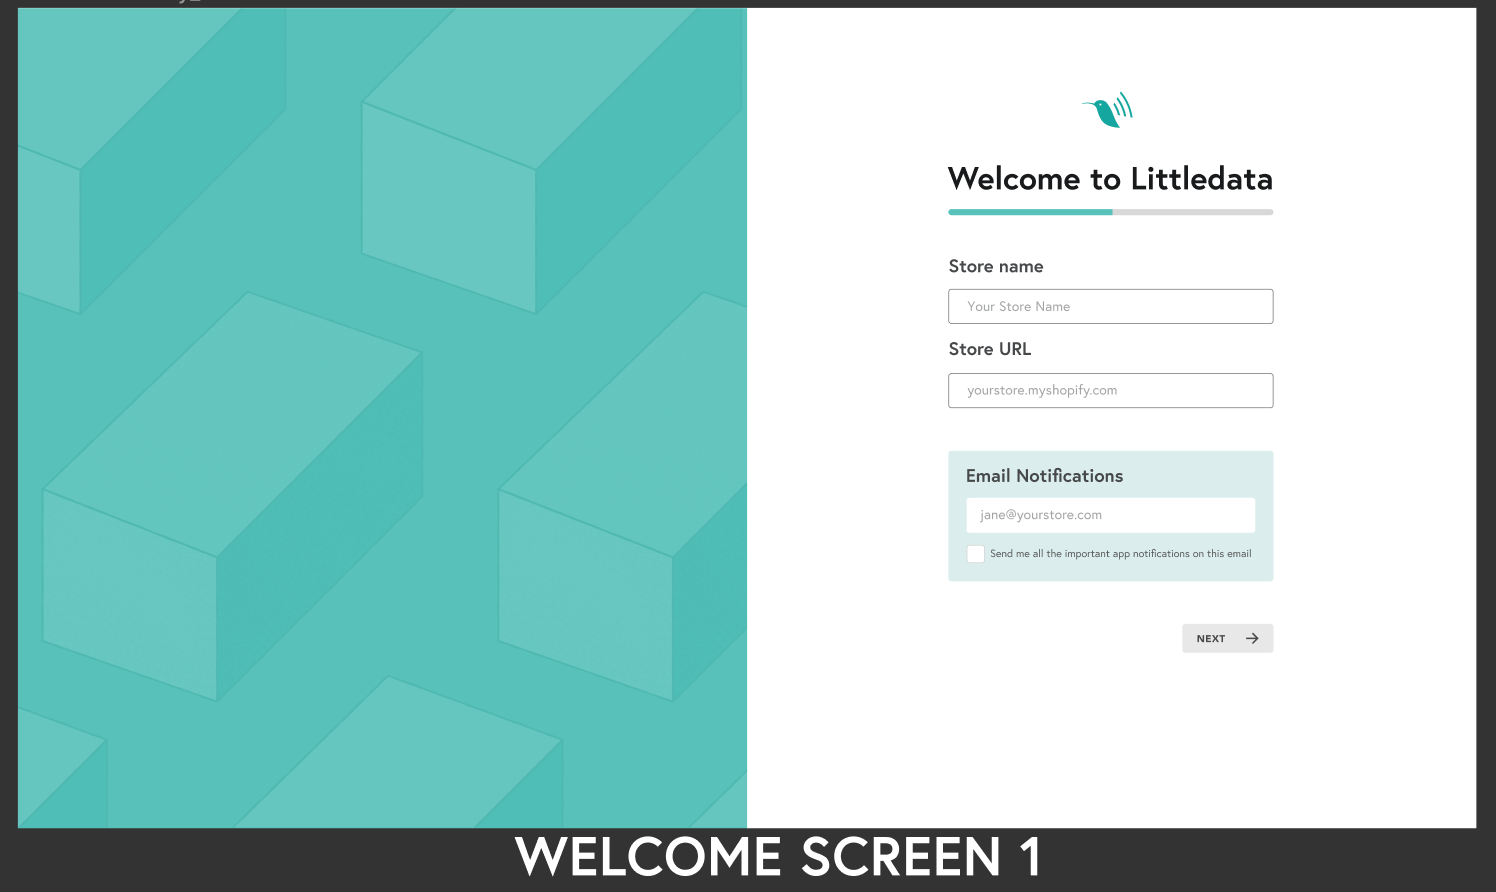 Welcome to Littledata
Store name
Your Store Name
Store URL
yourstore.myshopify.com
Email Notifications
jane@yourstore.com
Send me all the important app notifications on this email
NEXT
WELCOME SCREEN 1